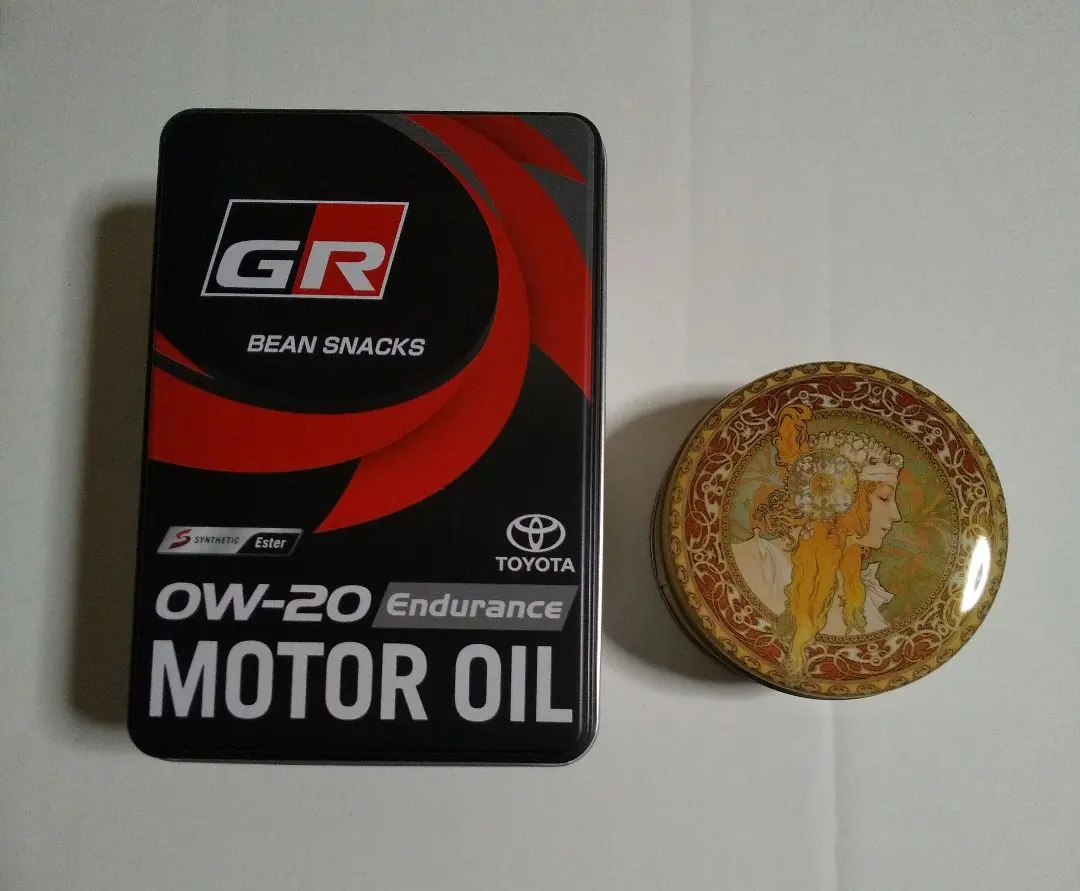 GR
BEAN SNACKS
S SYNTHETIC Ester
TOYOTA
0W-20 Endurance
MOTOR OIL